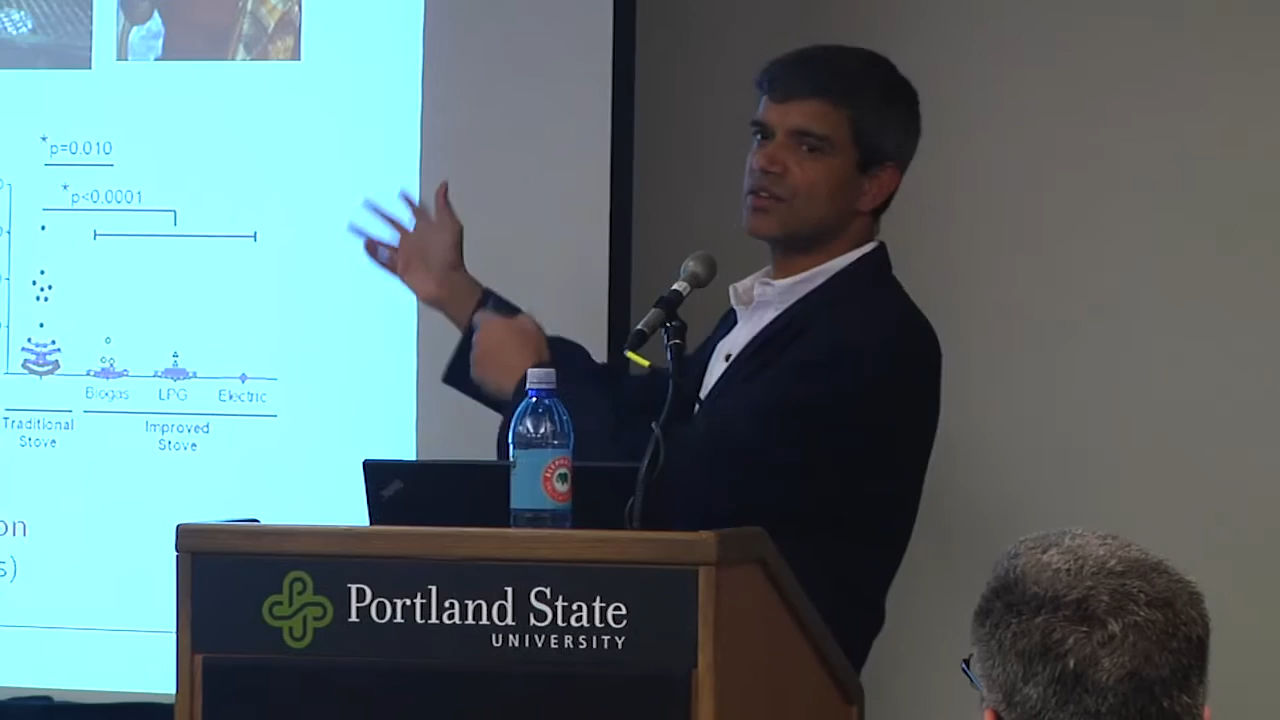 *p=0.010
*p<0.0001
Biogas LPG Electric
Traditional
Stove
Improved
Stove
on
s)
Portland State
UNIVERSITY